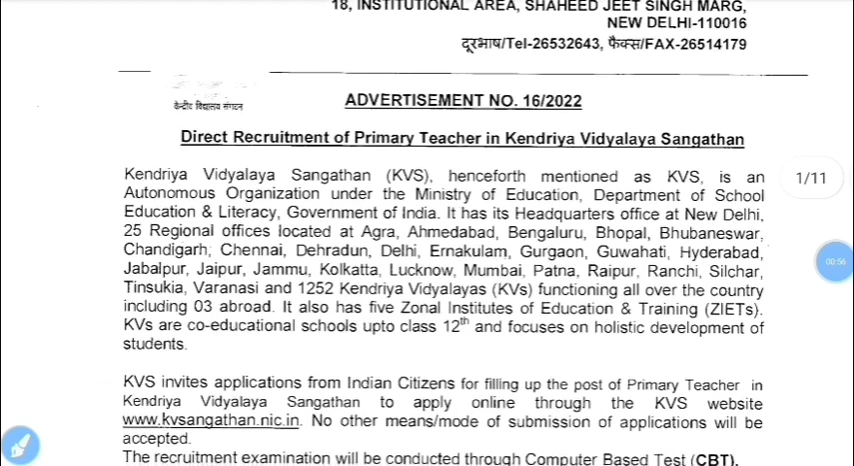 18, INSTITUTIONAL AREA, SHAHEED JEET SINGH MARG,
NEW DELHI-110016
दूरभाष/Tel-26532643, फैक्स/FAX-26514179
केन्द्रीय विद्यालय संगठन
ADVERTISEMENT NO. 16/2022
Direct Recruitment of Primary Teacher in Kendriya Vidyalaya Sangathan
Kendriya Vidyalaya Sangathan (KVS), henceforth mentioned as KVS, is an
1/11
Autonomous Organization under the Ministry of Education, Department of School
Education & Literacy, Government of India. It has its Headquarters office at New Delhi,
25 Regional offices located at Agra, Ahmedabad, Bengaluru, Bhopal, Bhubaneswar,
Chandigarh, Chennai, Dehradun, Delhi, Ernakulam, Gurgaon, Guwahati, Hyderabad,
00:56
Jabalpur, Jaipur, Jammu, Kolkatta, Lucknow, Mumbai, Patna, Raipur, Ranchi, Silchar,
Tinsukia, Varanasi and 1252 Kendriya Vidyalayas (KVs) functioning all over the country
including 03 abroad. It also has five Zonal Institutes of Education & Training (ZIETs).
KVs are co-educational schools upto class 12th and focuses on holistic development of
students.
KVS invites applications from Indian Citizens for filling up the post of Primary Teacher in
Kendriya Vidyalaya Sangathan to apply online through the KVS website
www.kvsangathan.nic.in. No other means/mode of submission of applications will be
accepted.
The recruitment examination will be conducted through Computer Based Test (CBT).